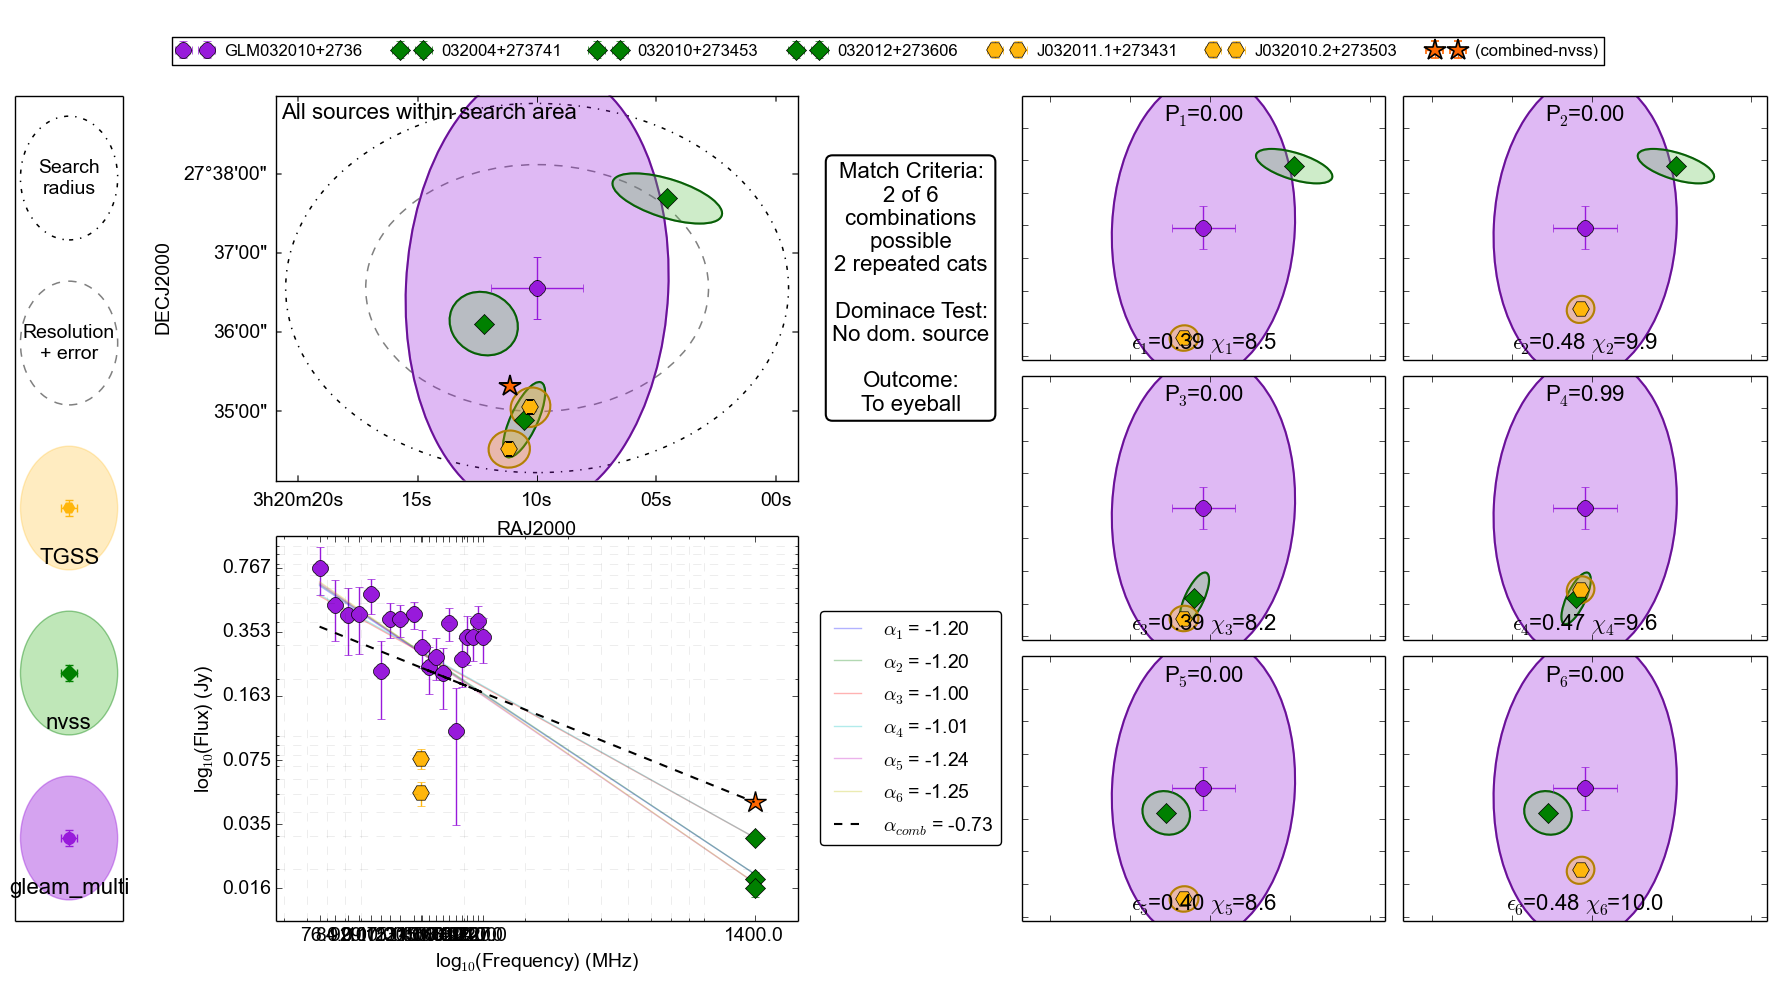 GLM032010+2736 032004+273741 032010+273453 032012+273606 J032011.1+273431 J032010.2+273503 (combined-nvss)
Search
radius
Resolution
+ error
TGSS
nvss
gleam_multi
All sources within search area
DECJ2000
27°38'00"
37'00"
36'00"
35'00"
3h20m20s 15s 10s 05s 00s
RAJ2000
log10(Flux) (Jy)
0.767
0.353
0.163
0.075
0.035
0.016
1400.0
log10(Frequency) (MHz)
Match Criteria:
2 of 6
combinations
possible
2 repeated cats
Dominace Test:
No dom. source
Outcome:
To eyeball
α1 = -1.20
α2 = -1.20
α3 = -1.00
α4 = -1.01
α5 = -1.24
α6 = -1.25
αcomb = -0.73
P1=0.00
ϵ1=0.39 χ1=8.5
P2=0.00
ϵ2=0.48 χ2=9.9
P3=0.00
ϵ3=0.39 χ3=8.2
P4=0.99
ϵ4=0.47 χ4=9.6
P5=0.00
ϵ5=0.40 χ5=8.6
P6=0.00
ϵ6=0.48 χ6=10.0